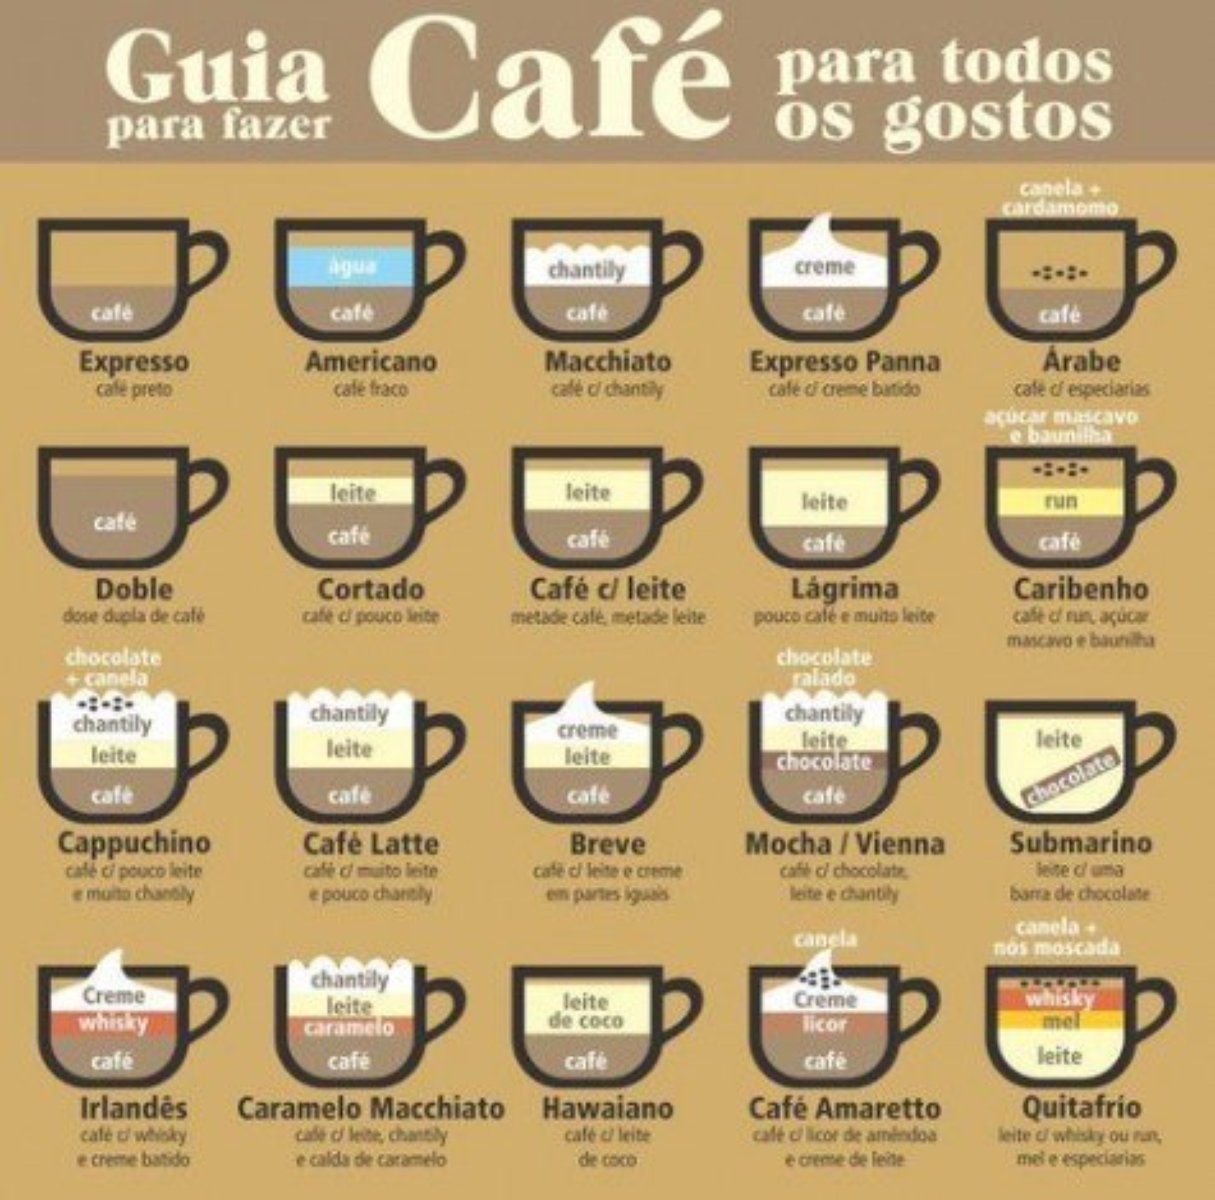 Guia
para fazer
Café
para todos
os gostos
água
café
Expresso
café preto
café
Americano
café fraco
chantily
café
Macchiato
café c/ chantily
creme
café
Expresso Panna
café c/ creme batido
canela +
cardamomo
café
Árabe
café c/ especiarias
café
Doble
dose dupla de café
leite
café
Cortado
café c/ pouco leite
leite
café
Café c/ leite
metade café, metade leite
leite
café
Lágrima
pouco café e muito leite
açúcar mascavo
e baunilha
run
café
Caribenho
café c/ run, açúcar
mascavo e baunilha
chocolate
+ canela
chantily
leite
café
Cappuchino
café c/ pouco leite
e muito chantily
chantily
leite
café
Café Latte
café c/ muito leite
e pouco chantily
creme
leite
café
Breve
café c/ leite e creme
em partes iguais
chocolate
ralado
chantily
leite
chocolate
café
Mocha / Vienna
café c/ chocolate,
leite e chantily
leite
chocolate
Submarino
leite c/ uma
barra de chocolate
Creme
whisky
café
Irlandês
café c/ whisky
e creme batido
chantily
leite
caramelo
café
Caramelo Macchiato
café c/ leite, chantily
e calda de caramelo
leite
de coco
café
Hawaiano
café c/ leite
de coco
canela
Creme
licor
café
Café Amaretto
café c/ licor de amêndoa
e creme de leite
canela +
nós moscada
whisky
mel
leite
Quitafrío
leite c/ whisky ou run,
mel e especiarias